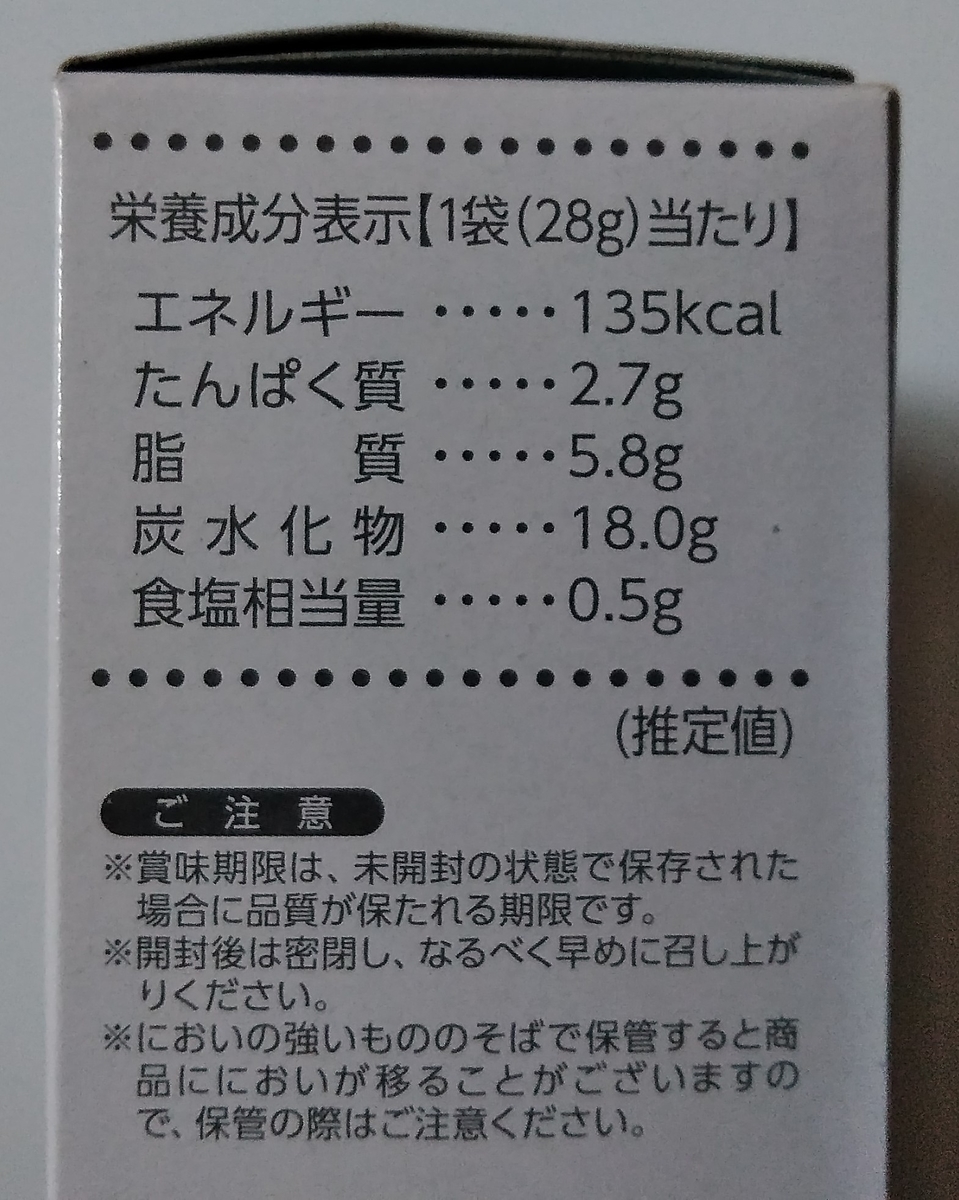 栄養成分表示【1袋(28g)当たり】
エネルギー ・・・・・135kcal
たんぱく質 ・・・・・2.7g
脂質 ・・・・・5.8g
炭水化物 ・・・・・18.0g
食塩相当量 ・・・・・0.5g
(推定値)
ご注意
※賞味期限は、未開封の状態で保存された
場合に品質が保たれる期限です。
※開封後は密閉し、なるべく早めに召し上が
りください。
※においの強いもののそばで保管すると商
品ににおいが移ることがございますの
で、保管の際はご注意ください。